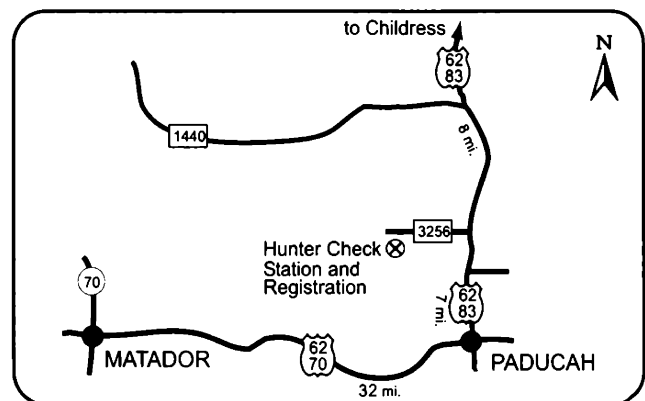 to Childress
N
62
83
1440
8 mi.
3256
Hunter Check
Station and
Registration
70
62
83
7 mi.
MATADOR
62
70
PADUCAH
32 mi.